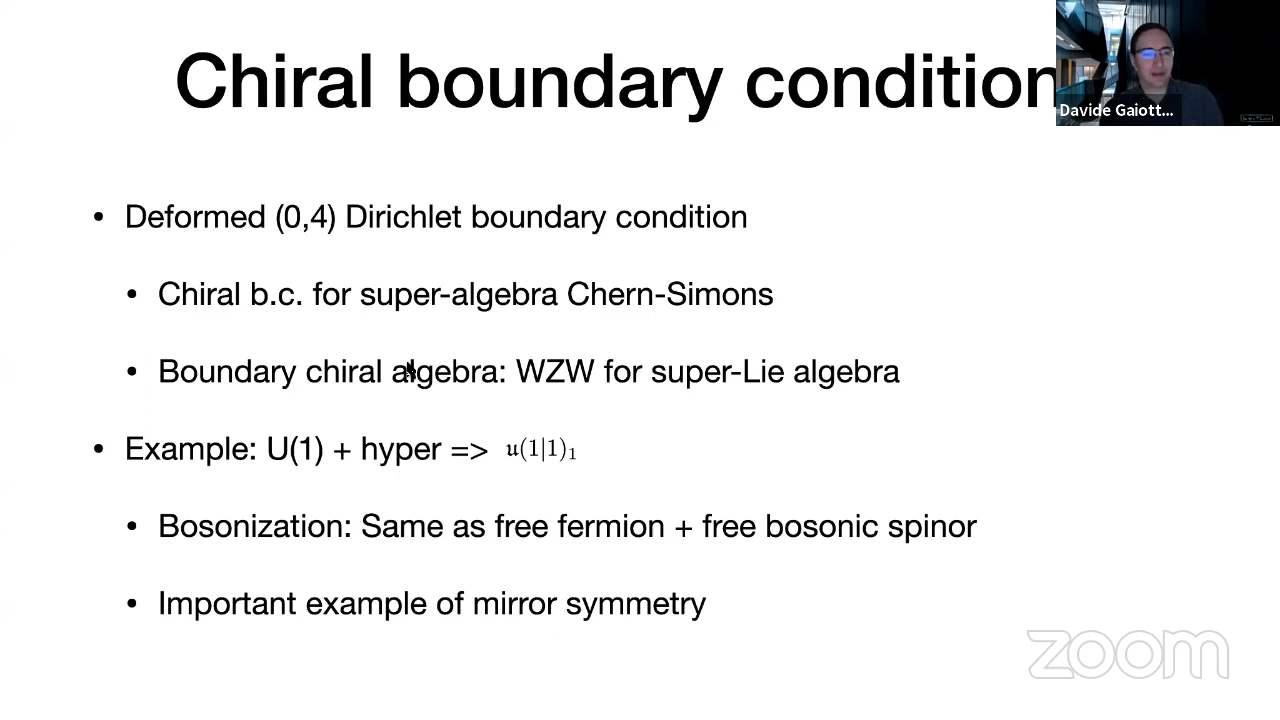 Chiral boundary condition
Davide Gaiott...
• Deformed (0,4) Dirichlet boundary condition
• Chiral b.c. for super-algebra Chern-Simons
• Boundary chiral algebra: WZW for super-Lie algebra
• Example: U(1) + hyper => 𝔲(1|1)₁
• Bosonization: Same as free fermion + free bosonic spinor
• Important example of mirror symmetry
zoom